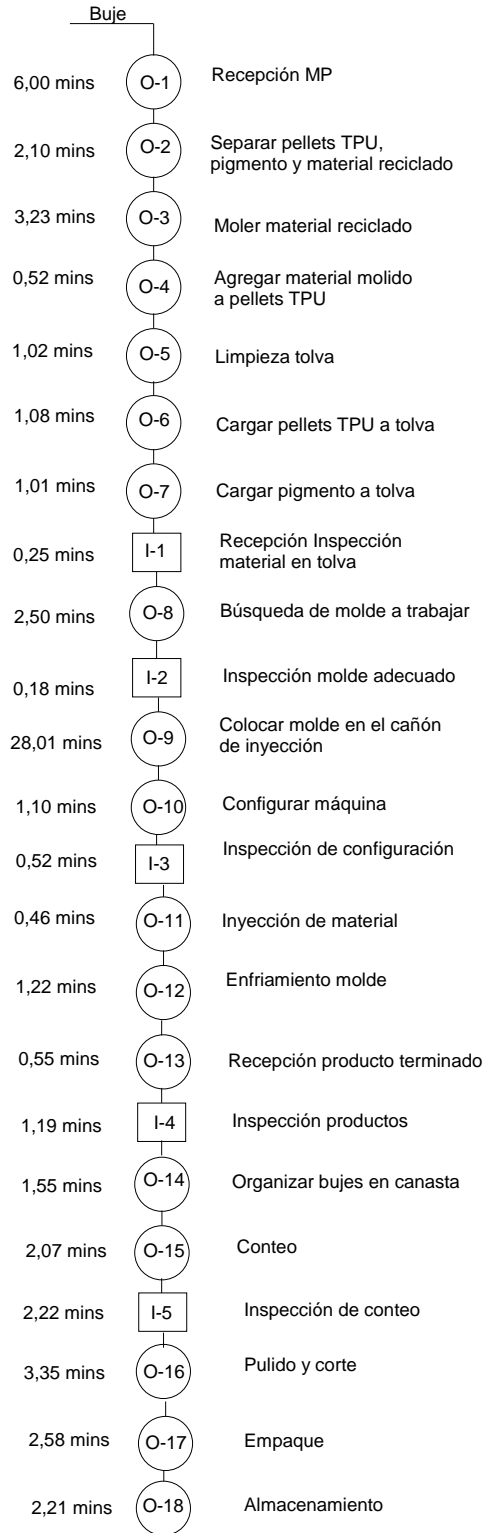 Buje
6,00 mins O-1 Recepción MP
2,10 mins O-2 Separar pellets TPU,
pigmento y material reciclado
3,23 mins O-3 Moler material reciclado
0,52 mins O-4 Agregar material molido
a pellets TPU
1,02 mins O-5 Limpieza tolva
1,08 mins O-6 Cargar pellets TPU a tolva
1,01 mins O-7 Cargar pigmento a tolva
0,25 mins I-1 Recepción Inspección
material en tolva
2,50 mins O-8 Búsqueda de molde a trabajar
0,18 mins I-2 Inspección molde adecuado
28,01 mins O-9 Colocar molde en el cañón
de inyección
1,10 mins O-10 Configurar máquina
0,52 mins I-3 Inspección de configuración
0,46 mins O-11 Inyección de material
1,22 mins O-12 Enfriamiento molde
0,55 mins O-13 Recepción producto terminado
1,19 mins I-4 Inspección productos
1,55 mins O-14 Organizar bujes en canasta
2,07 mins O-15 Conteo
2,22 mins I-5 Inspección de conteo
3,35 mins O-16 Pulido y corte
2,58 mins O-17 Empaque
2,21 mins O-18 Almacenamiento